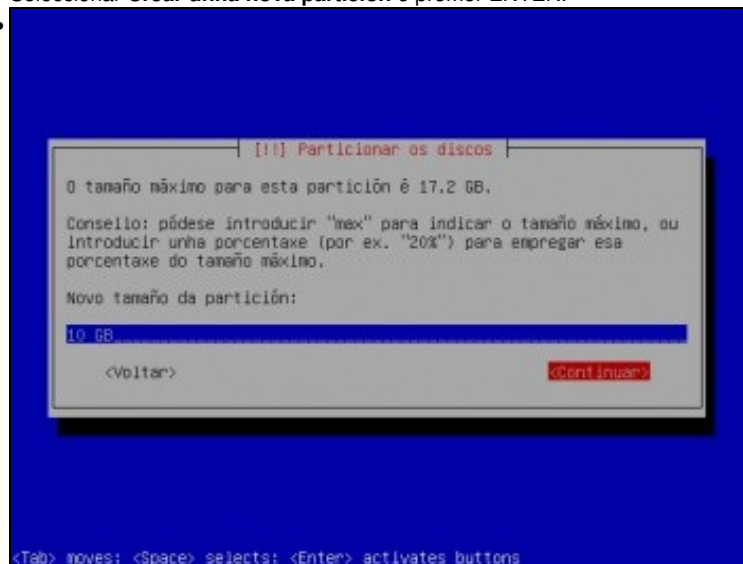 Seleccionar Crear unha nova partición e premer ENTER.
[!!] Particionar os discos
O tamaño máximo para esta partición é 17.2 GB.
Consello: pódese introducir "max" para indicar o tamaño máximo, ou
introducir unha porcentaxe (por ex. "20%") para empregar esa
porcentaxe do tamaño máximo.
Novo tamaño da partición:
10 GB
<Voltar> <Continuar>
<Tab> moves; <Space> selects; <Enter> activates buttons